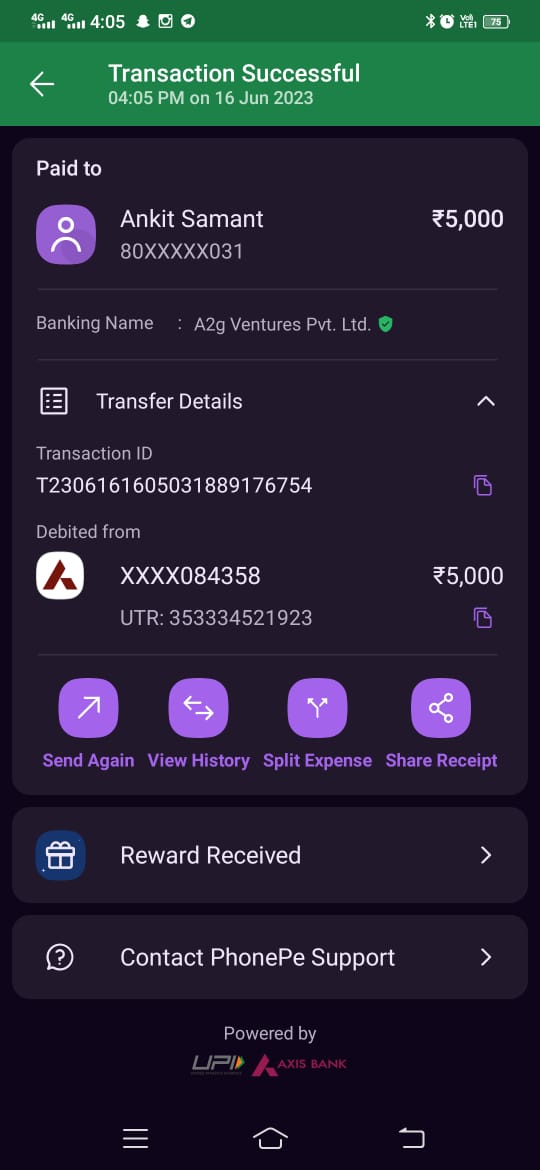 4G 4G 4:05 Voi) LTE1 75
Transaction Successful
04:05 PM on 16 Jun 2023
Paid to
Ankit Samant ₹5,000
80XXXXX031
Banking Name : A2g Ventures Pvt. Ltd.
Transfer Details
Transaction ID
T2306161605031889176754
Debited from
XXXX084358 ₹5,000
UTR: 353334521923
Send Again View History Split Expense Share Receipt
Reward Received
Contact PhonePe Support
Powered by
UPI AXIS BANK